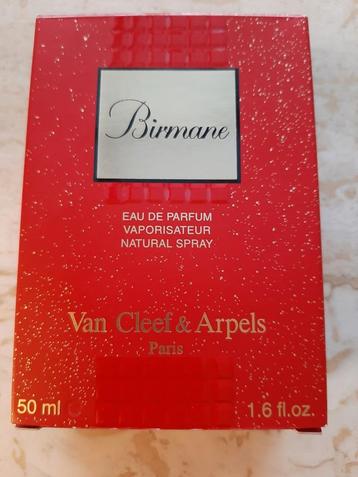 Birmane
EAU DE PARFUM
VAPORISATEUR
NATURAL SPRAY
Van Cleef & Arpels
Paris
50 ml 1.6 fl.oz.